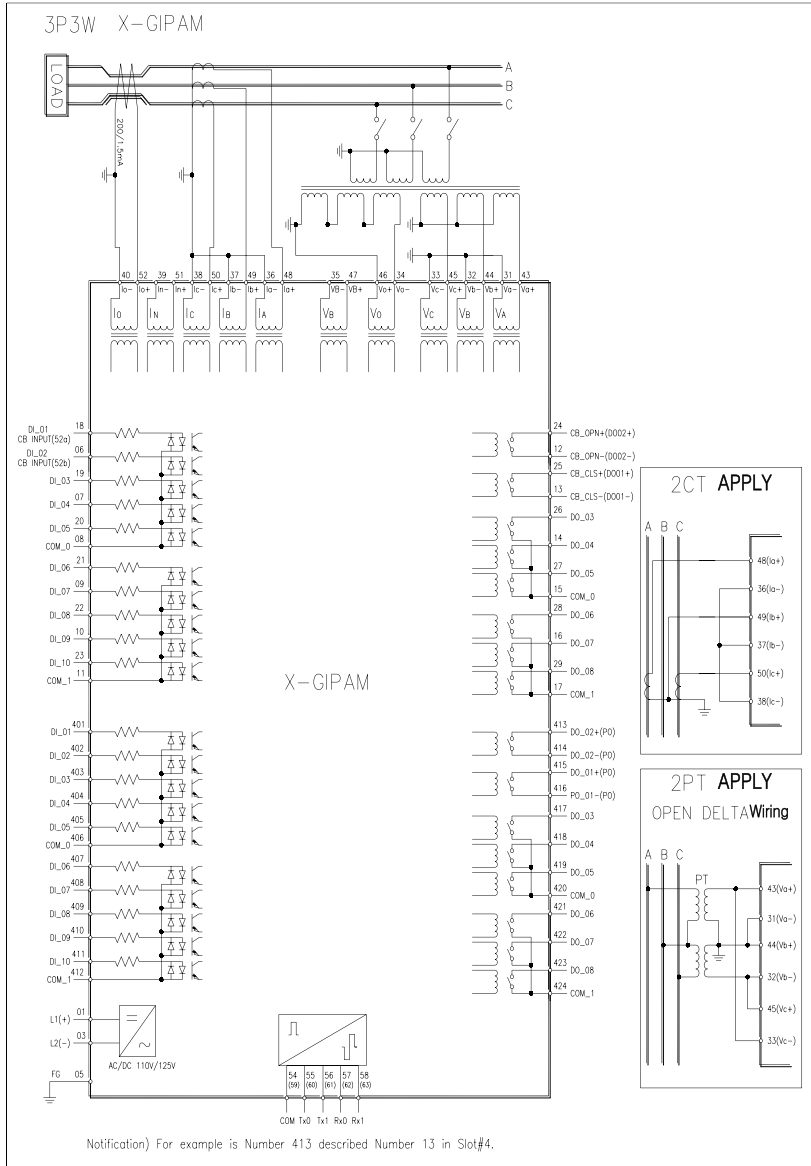 3P3W X-GIPAM
LOAD
A
B
C
200/1.5mA
40 52 39 51 38 50 37 49 36 48 35 47 46 34 33 45 32 44 31 43
Io- Io+ In- In+ Ic- Ic+ Ib- Ib+ Ia- Ia+ VB- VB+ Vo+ Vo- Vc- Vc+ Vb- Vb+ Va- Va+
IO IN IC IB IA VB VO VC VB VA
DI_01 18
CB INPUT(52a)
DI_02 06
CB INPUT(52b)
DI_03 19
DI_04 07
DI_05 20
COM_0 08
DI_06 21
DI_07 09
DI_08 22
DI_09 10
DI_10 23
COM_1 11
DI_01 401
DI_02 402
DI_03 403
DI_04 404
DI_05 405
COM_0 406
DI_06 407
DI_07 408
DI_08 409
DI_09 410
DI_10 411
COM_1 412
L1(+) 01
L2(-) 03
AC/DC 110V/125V
FG 05
X-GIPAM
24 CB_OPN+(DO02+)
12 CB_OPN-(DO02-)
25 CB_CLS+(DO01+)
13 CB_CLS-(DO01-)
26 DO_03
14 DO_04
27 DO_05
15 COM_0
28 DO_06
16 DO_07
29 DO_08
17 COM_1
413 DO_02+(PO)
414 DO_02-(PO)
415 DO_01+(PO)
416 PO_01-(PO)
417 DO_03
418 DO_04
419 DO_05
420 COM_0
421 DO_06
422 DO_07
423 DO_08
424 COM_1
54 55 56 57 58
(59) (60) (61) (62) (63)
COM Tx0 Tx1 Rx0 Rx1
2CT APPLY
A B C
48(Ia+)
36(Ia-)
49(Ib+)
37(Ib-)
50(Ic+)
38(Ic-)
2PT APPLY
OPEN DELTA Wiring
A B C
PT
43(Va+)
31(Va-)
44(Vb+)
32(Vb-)
45(Vc+)
33(Vc-)
Notification) For example is Number 413 described Number 13 in Slot#4.